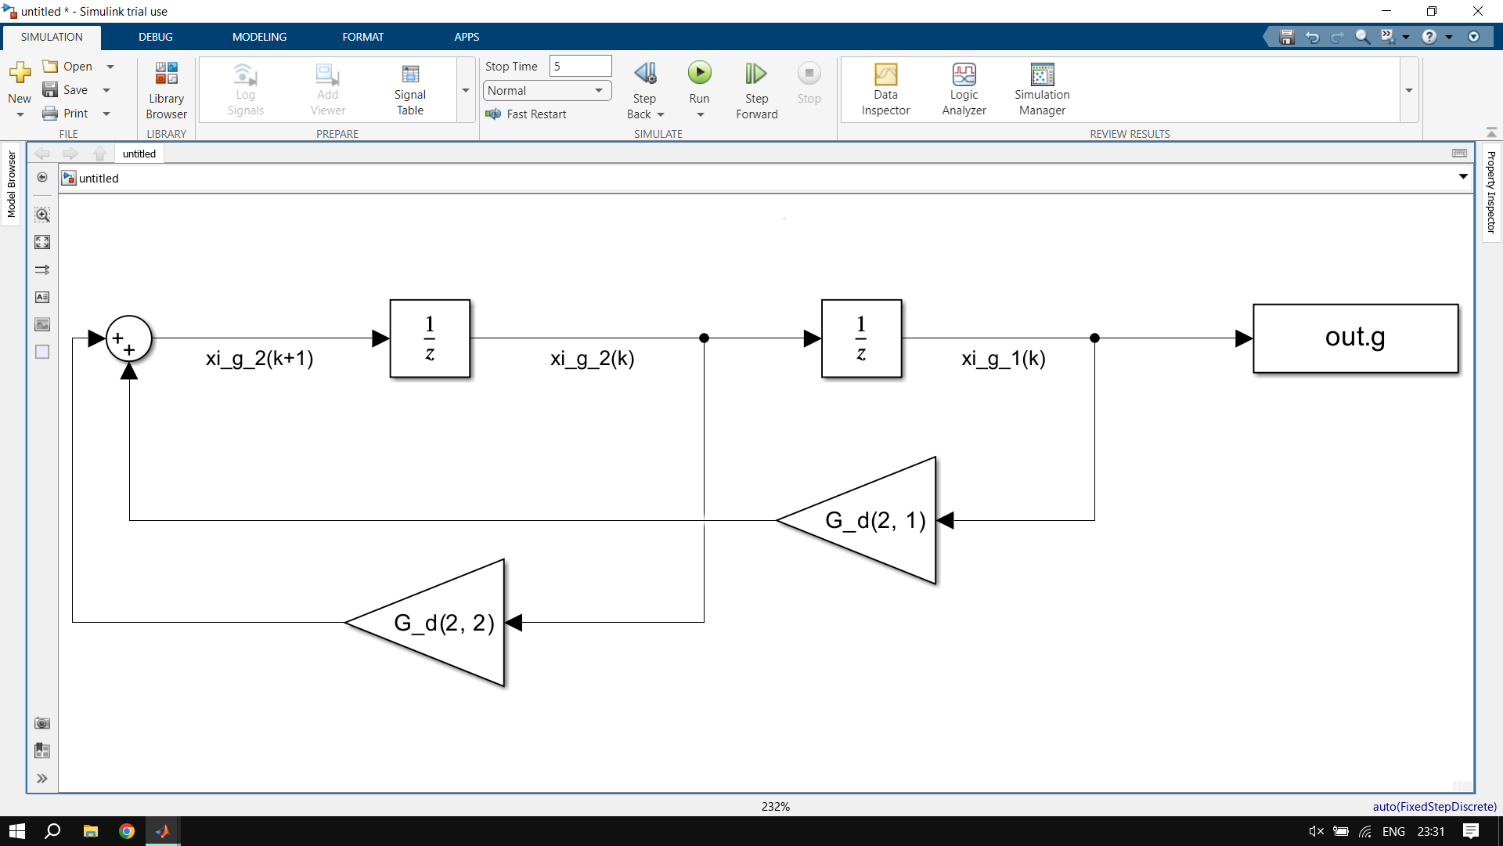 untitled * - Simulink trial use
SIMULATION DEBUG MODELING FORMAT APPS
New
Open
Save
Print
FILE
Library
Browser
LIBRARY
Log
Signals
Add
Viewer
Signal
Table
PREPARE
Stop Time 5
Normal
Fast Restart
Step
Back
Run
Step
Forward
Stop
SIMULATE
Data
Inspector
Logic
Analyzer
Simulation
Manager
REVIEW RESULTS
Model Browser
Property Inspector
untitled
untitled
+
+
xi_g_2(k+1)
1
z
xi_g_2(k)
1
z
xi_g_1(k)
out.g
G_d(2, 1)
G_d(2, 2)
232%
auto(FixedStepDiscrete)
ENG 23:31